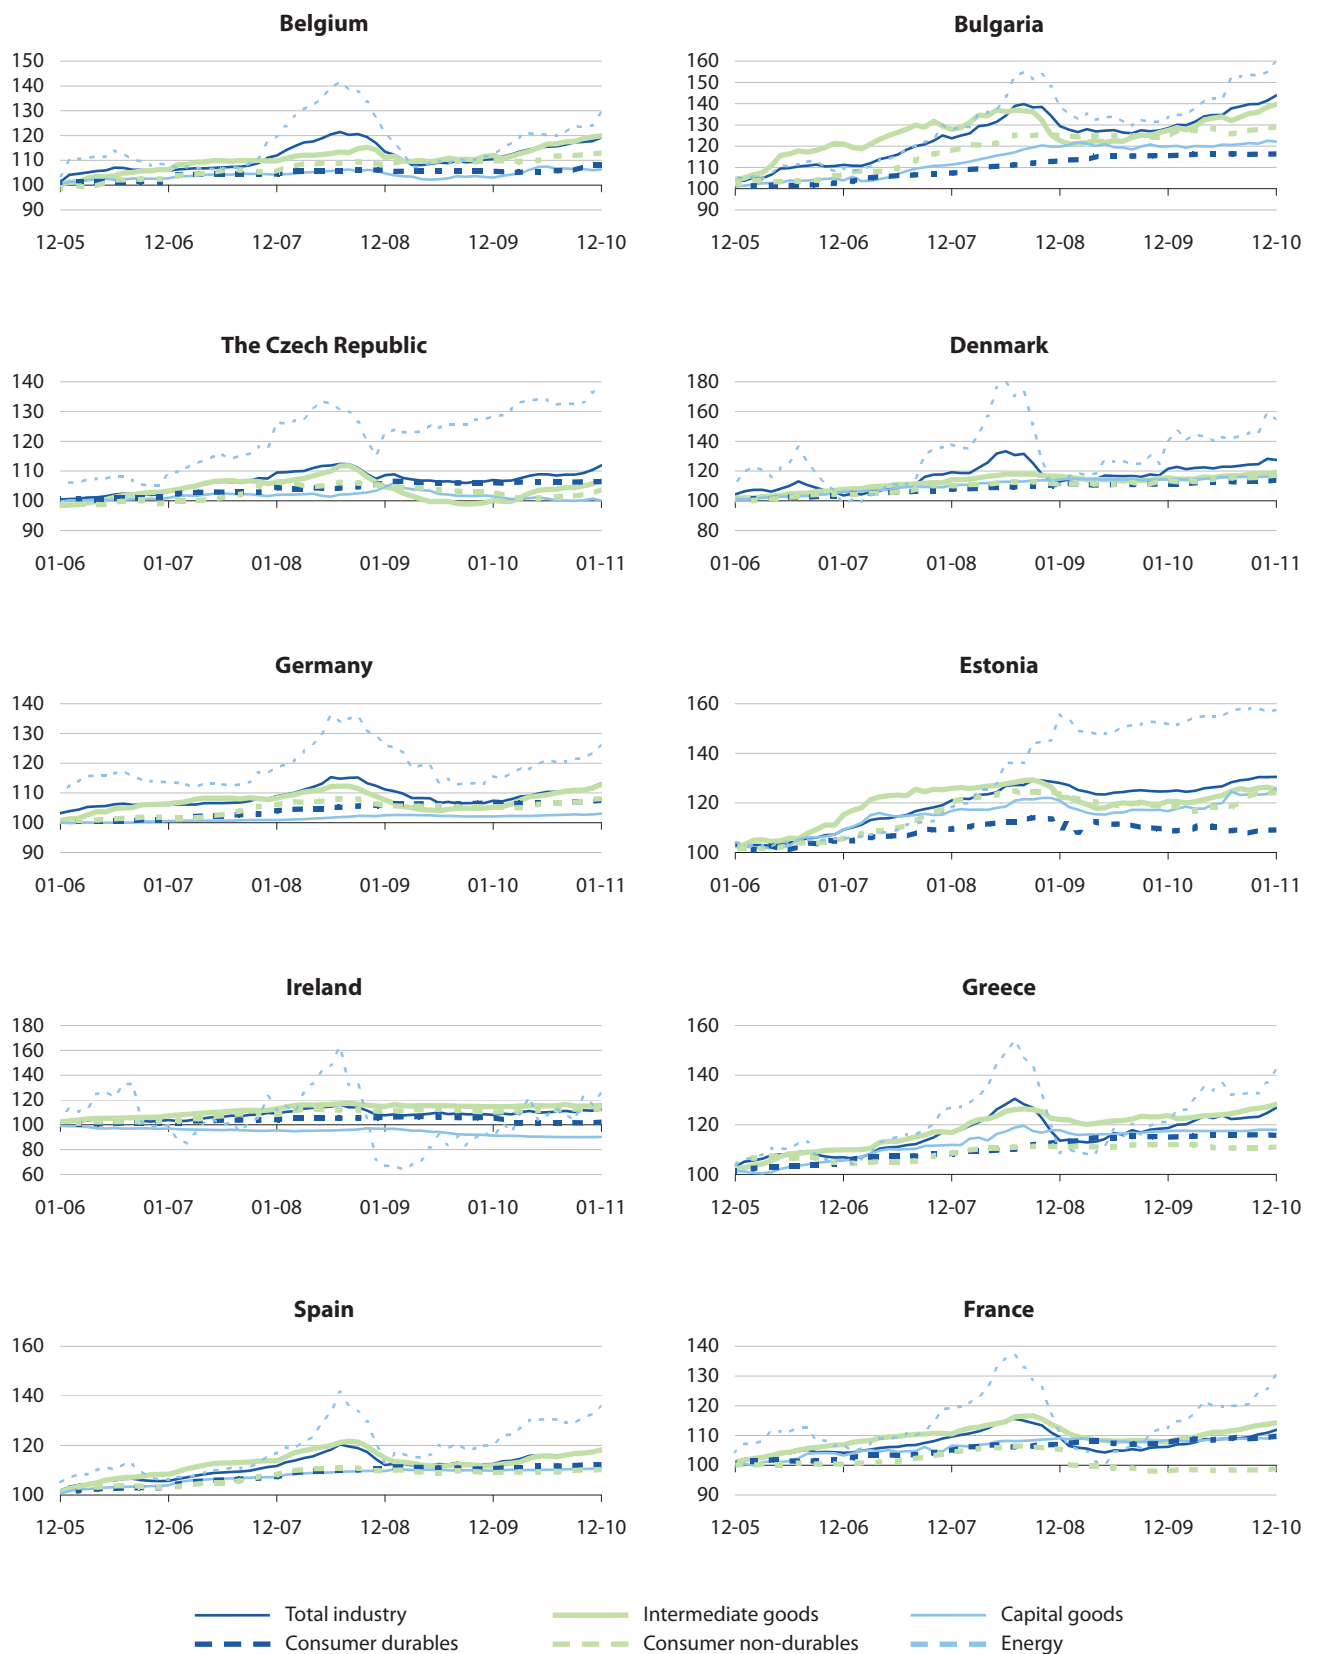 Belgium
150
140
130
120
110
100
90
12-05 12-06 12-07 12-08 12-09 12-10
Bulgaria
160
150
140
130
120
110
100
90
12-05 12-06 12-07 12-08 12-09 12-10
The Czech Republic
140
130
120
110
100
90
01-06 01-07 01-08 01-09 01-10 01-11
Denmark
180
160
140
120
100
80
01-06 01-07 01-08 01-09 01-10 01-11
Germany
140
130
120
110
100
90
01-06 01-07 01-08 01-09 01-10 01-11
Estonia
160
140
120
100
01-06 01-07 01-08 01-09 01-10 01-11
Ireland
180
160
140
120
100
80
60
01-06 01-07 01-08 01-09 01-10 01-11
Greece
160
140
120
100
12-05 12-06 12-07 12-08 12-09 12-10
Spain
160
140
120
100
12-05 12-06 12-07 12-08 12-09 12-10
France
140
130
120
110
100
90
12-05 12-06 12-07 12-08 12-09 12-10
Total industry Intermediate goods Capital goods
Consumer durables Consumer non-durables Energy